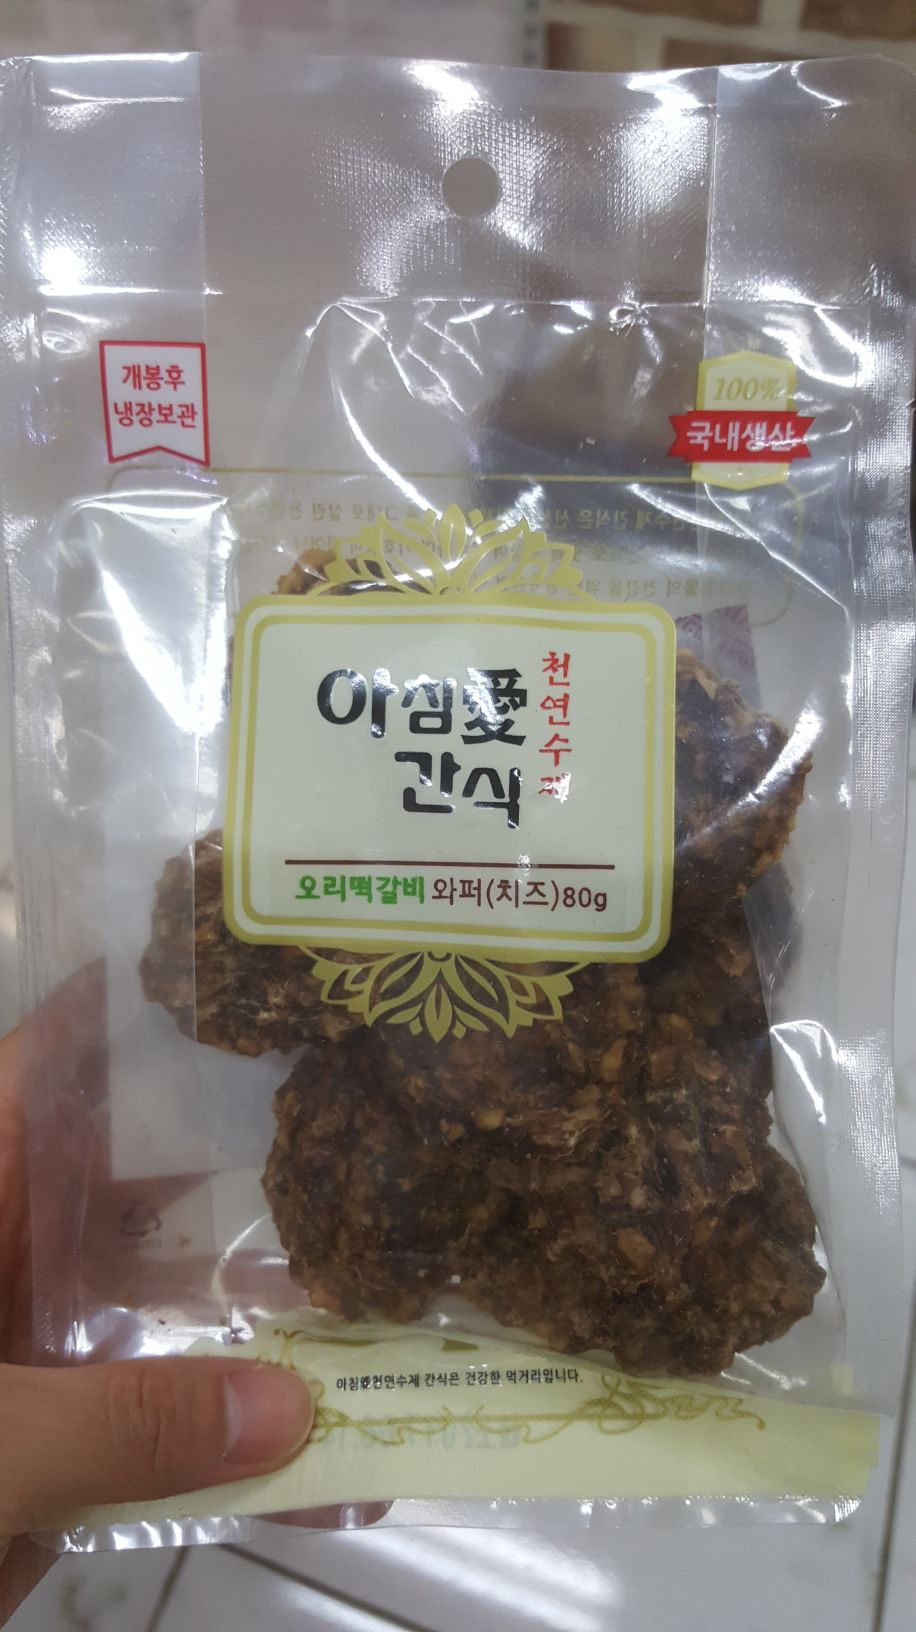 개봉후
냉장보관
100%
국내생산
아침愛
간식
천연수제
오리떡갈비 와퍼(치즈)80g
아침愛천연수제 간식은 건강한 먹거리입니다.